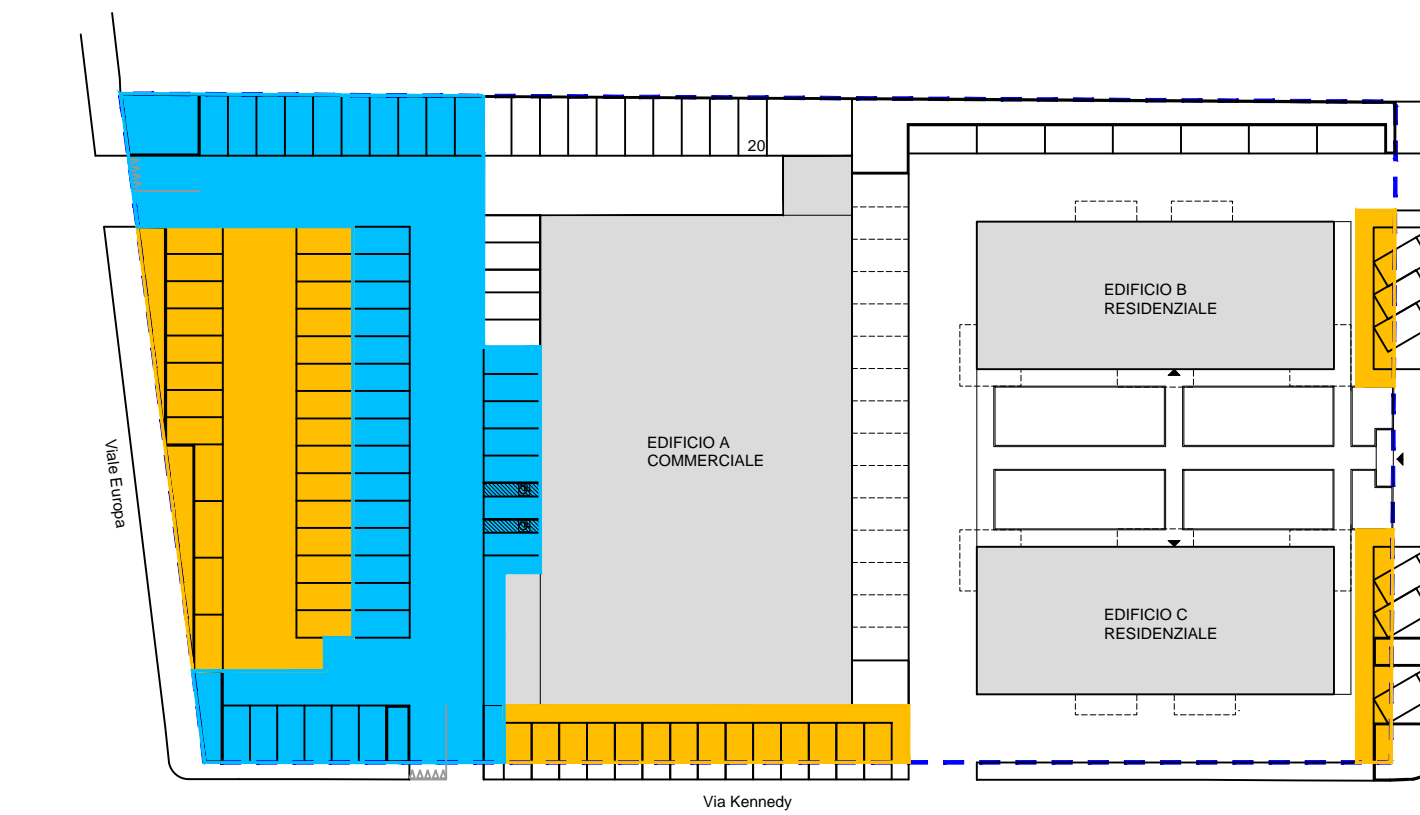 20
EDIFICIO B
RESIDENZIALE
EDIFICIO A
COMMERCIALE
Viale Europa
EDIFICIO C
RESIDENZIALE
Via Kennedy